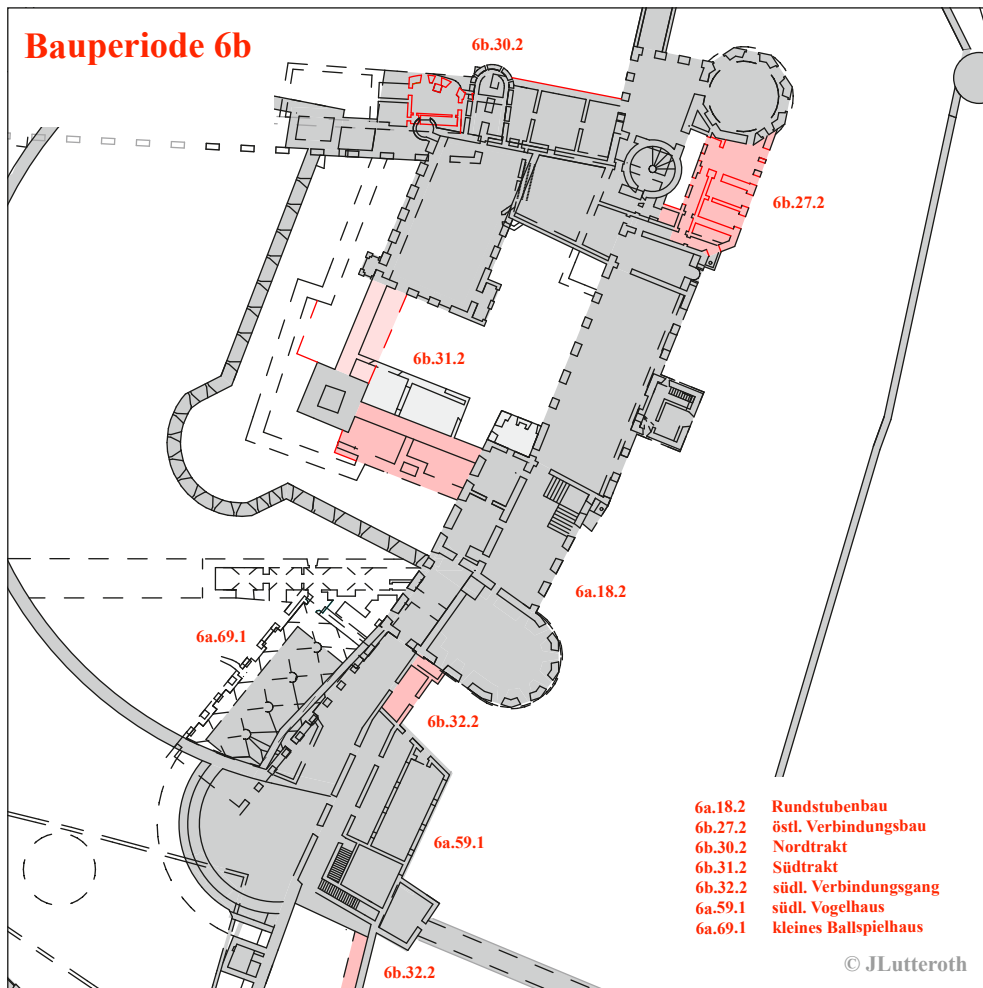 Bauperiode 6b
6b.30.2
6b.27.2
6b.31.2
6a.18.2
6a.69.1
6b.32.2
6a.59.1
6b.32.2
6a.18.2 Rundstubenbau
6b.27.2 östl. Verbindungsbau
6b.30.2 Nordtrakt
6b.31.2 Südtrakt
6b.32.2 südl. Verbindungsgang
6a.59.1 südl. Vogelhaus
6a.69.1 kleines Ballspielhaus
© JLutteroth